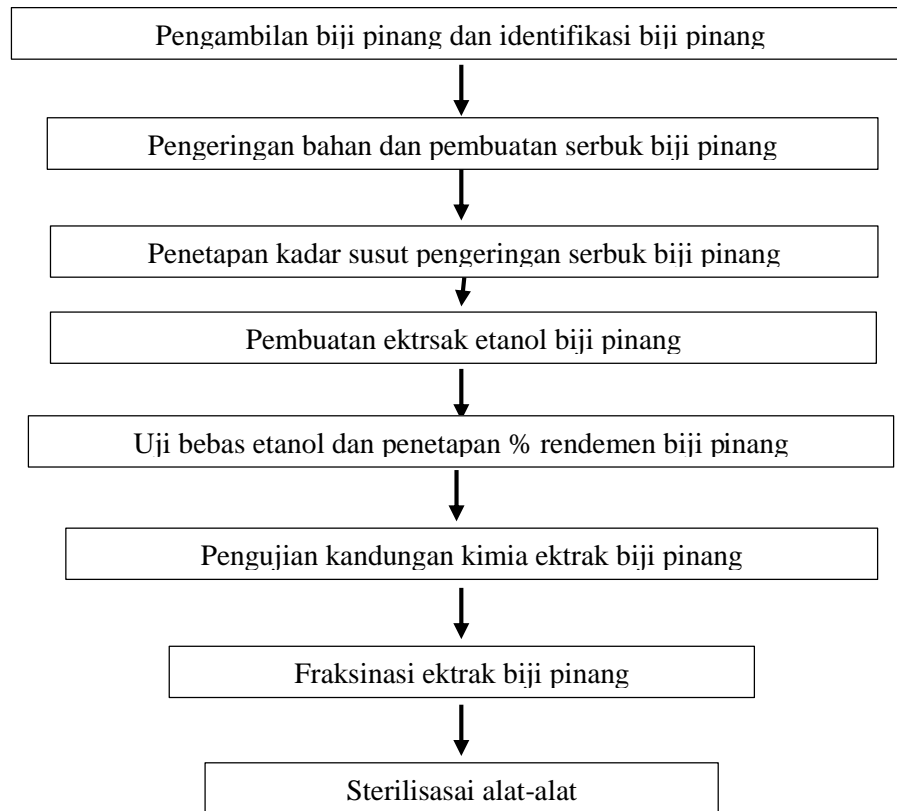 Pengambilan biji pinang dan identifikasi biji pinang
Pengeringan bahan dan pembuatan serbuk biji pinang
Penetapan kadar susut pengeringan serbuk biji pinang
Pembuatan ektrsak etanol biji pinang
Uji bebas etanol dan penetapan % rendemen biji pinang
Pengujian kandungan kimia ektrak biji pinang
Fraksinasi ektrak biji pinang
Sterilisasai alat-alat